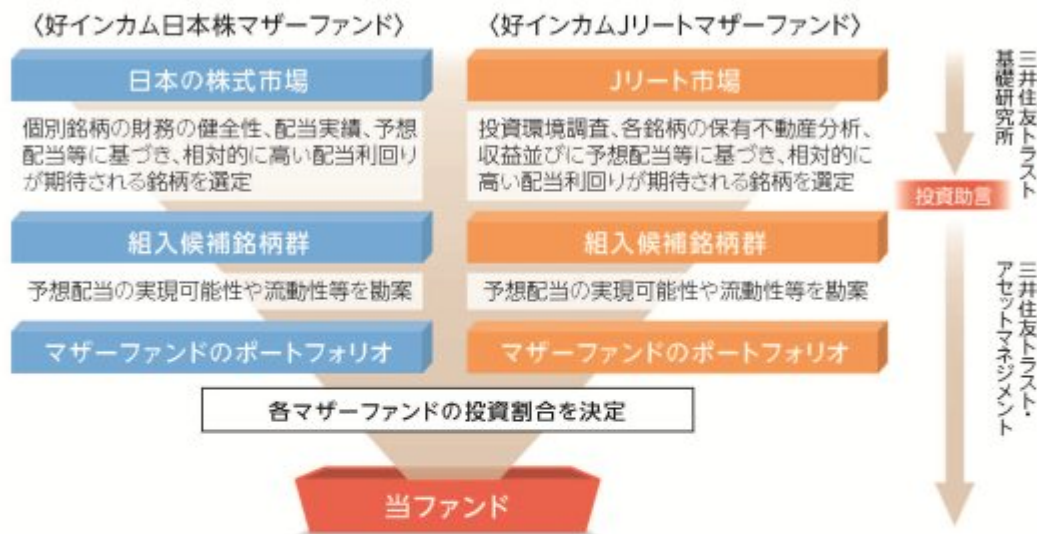 〈好インカム日本株マザーファンド〉
日本の株式市場
個別銘柄の財務の健全性、配当実績、予想
配当等に基づき、相対的に高い配当利回り
が期待される銘柄を選定
組入候補銘柄群
予想配当の実現可能性や流動性等を勘案
マザーファンドのポートフォリオ
〈好インカムJリートマザーファンド〉
Jリート市場
投資環境調査、各銘柄の保有不動産分析、
収益並びに予想配当等に基づき、相対的に
高い配当利回りが期待される銘柄を選定
組入候補銘柄群
予想配当の実現可能性や流動性等を勘案
マザーファンドのポートフォリオ
各マザーファンドの投資割合を決定
当ファンド
三井住友トラスト
基礎研究所
投資助言
三井住友トラスト・
アセットマネジメント